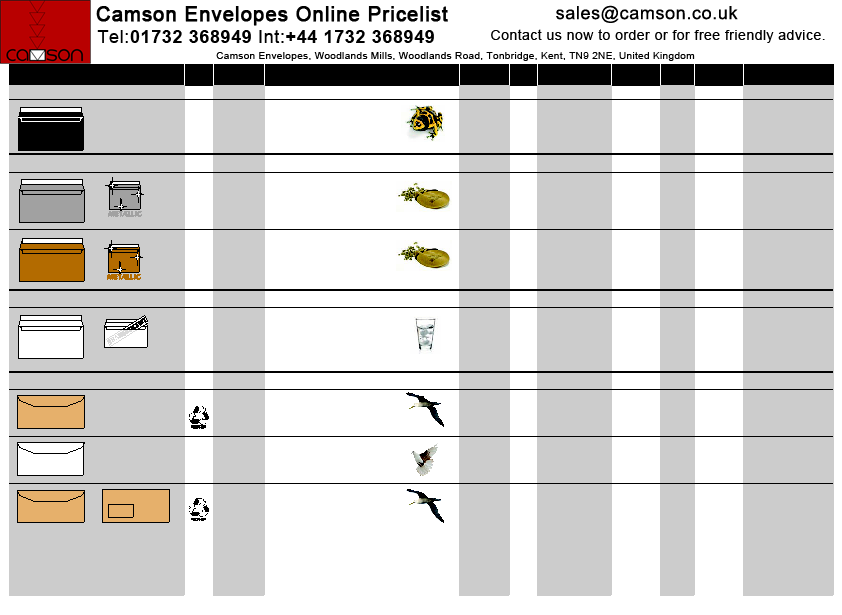 Camson Envelopes Online Pricelist
sales@camson.co.uk
Tel:01732 368949 Int:+44 1732 368949
Contact us now to order or for free friendly advice.
camson
Camson Envelopes, Woodlands Mills, Woodlands Road, Tonbridge, Kent, TN9 2NE, United Kingdom
METALLIC
METALLIC